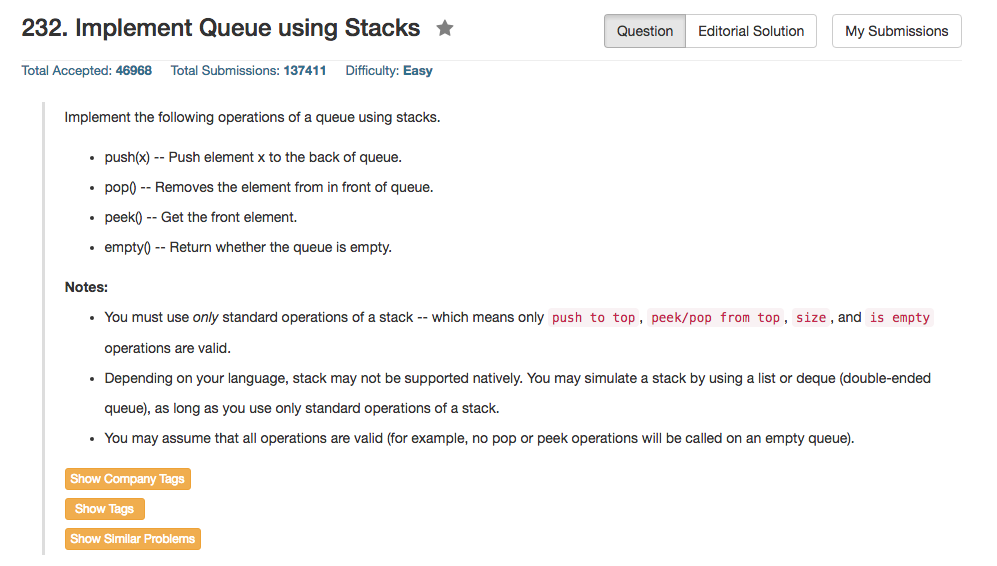 232. Implement Queue using Stacks
Question
Editorial Solution
My Submissions
Total Accepted: 46968 Total Submissions: 137411 Difficulty: Easy
Implement the following operations of a queue using stacks.
• push(x) -- Push element x to the back of queue.
• pop() -- Removes the element from in front of queue.
• peek() -- Get the front element.
• empty() -- Return whether the queue is empty.
Notes:
• You must use only standard operations of a stack -- which means only push to top, peek/pop from top, size, and is empty
operations are valid.
• Depending on your language, stack may not be supported natively. You may simulate a stack by using a list or deque (double-ended
queue), as long as you use only standard operations of a stack.
• You may assume that all operations are valid (for example, no pop or peek operations will be called on an empty queue).
Show Company Tags
Show Tags
Show Similar Problems